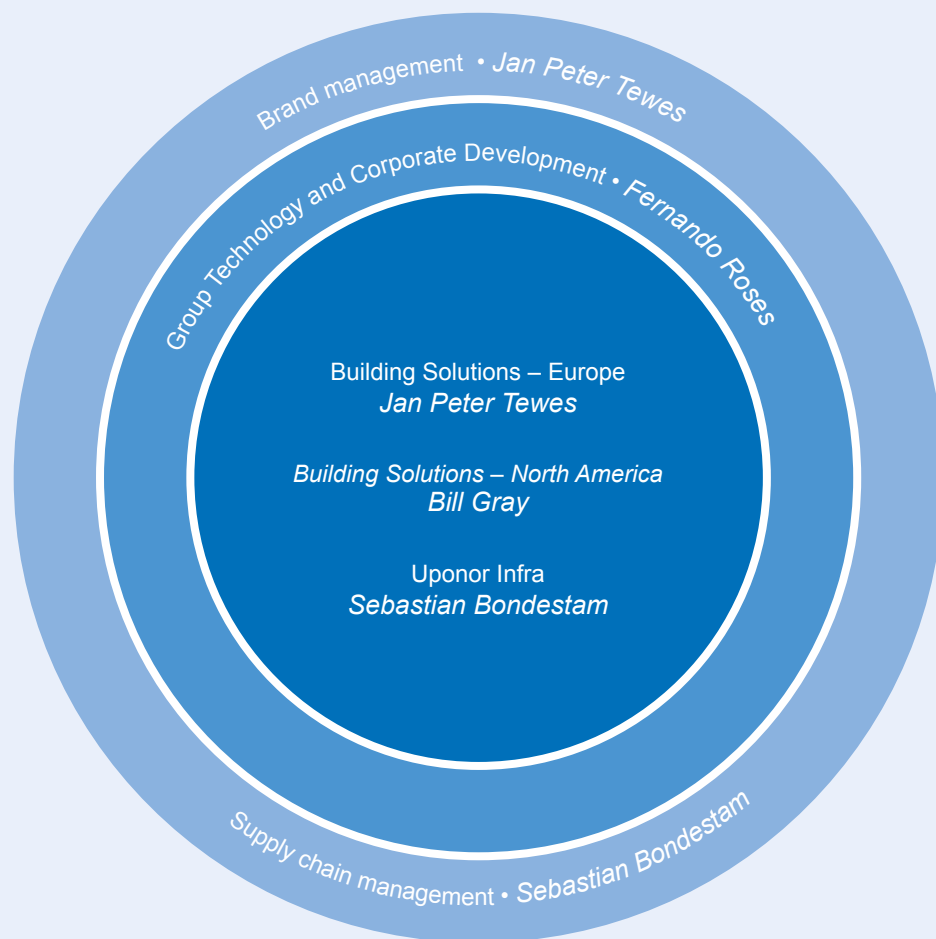 Brand management • Jan Peter Tewes
Group Technology and Corporate Development • Fernando Roses
Building Solutions – Europe
Jan Peter Tewes
Building Solutions – North America
Bill Gray
Uponor Infra
Sebastian Bondestam
Supply chain management • Sebastian Bondestam